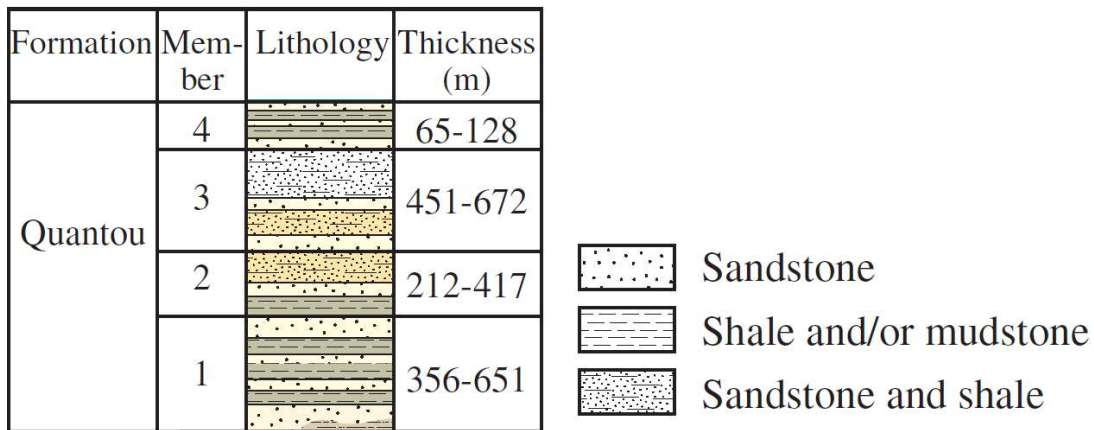 Formation Mem-ber Lithology Thickness (m)
Quantou
4 65-128
3 451-672
2 212-417
1 356-651
Sandstone
Shale and/or mudstone
Sandstone and shale